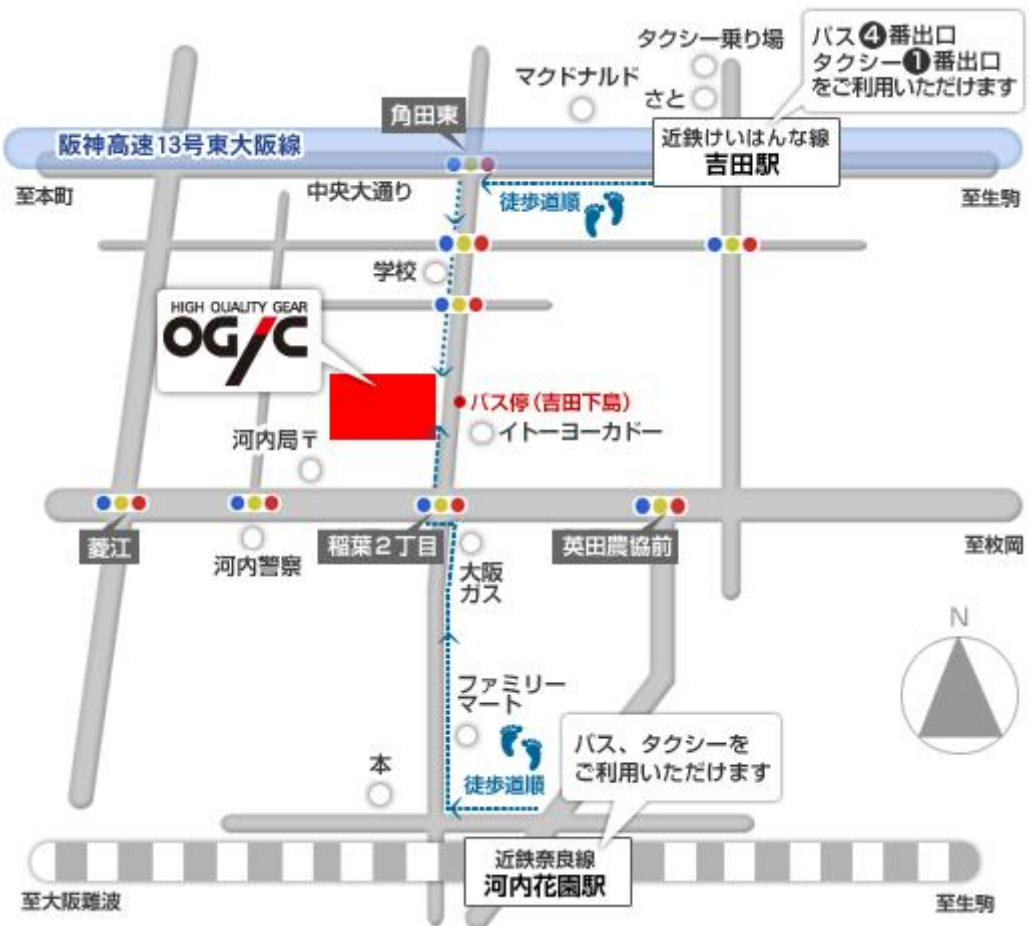 タクシー乗り場
バス❹番出口
タクシー❶番出口
をご利用いただけます
マクドナルド
さと
角田東
近鉄けいはんな線
吉田駅
阪神高速13号東大阪線
至本町
中央大通り
徒歩道順
至生駒
学校
HIGH QUALITY GEAR
OGIC
バス停(吉田下島)
イトーヨーカドー
河内局〒
菱江
河内警察
稲葉2丁目
英田農協前
至枚岡
大阪
ガス
N
ファミリー
マート
バス、タクシーを
ご利用いただけます
本
徒歩道順
近鉄奈良線
河内花園駅
至大阪難波
至生駒